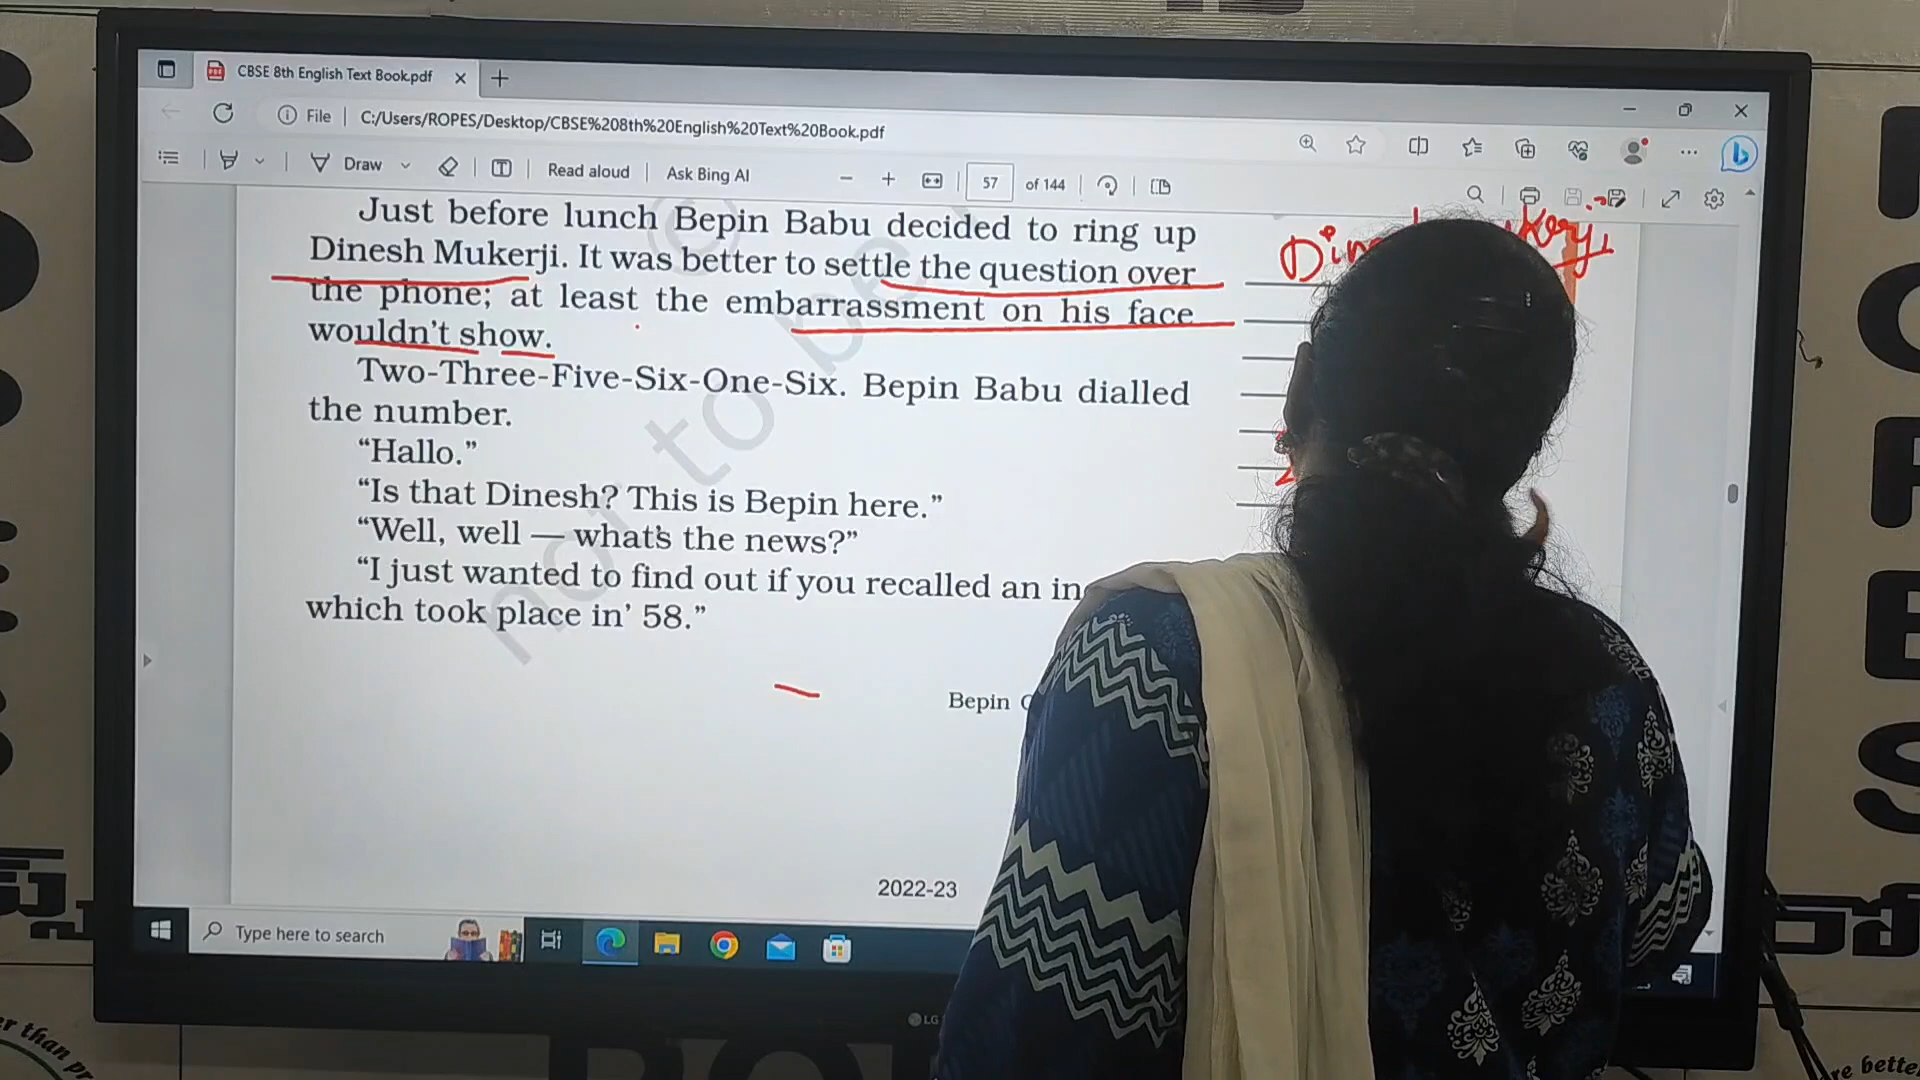 CBSE 8th English Text Book.pdf
File | C:/Users/ROPES/Desktop/CBSE%208th%20English%20Text%20Book.pdf
Draw Read aloud Ask Bing AI 57 of 144
Just before lunch Bepin Babu decided to ring up
Dinesh Mukerji. It was better to settle the question over
the phone; at least the embarrassment on his face
wouldn't show.
Two-Three-Five-Six-One-Six. Bepin Babu dialled
the number.
“Hallo.”
“Is that Dinesh? This is Bepin here.”
“Well, well — what's the news?”
“I just wanted to find out if you recalled an
which took place in' 58.”
Bepin
not to be
©
2022-23
Type here to search
LG